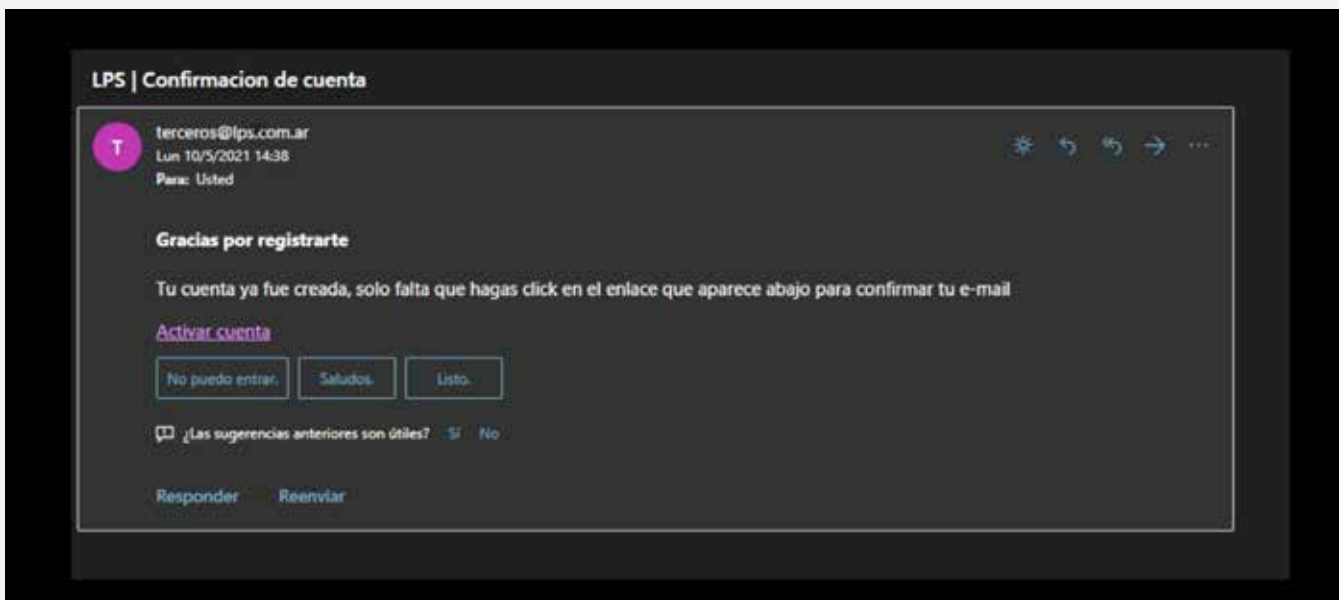 LPS | Confirmacion de cuenta
T
terceros@lps.com.ar
Lun 10/5/2021 14:38
Para: Usted
Gracias por registrarte
Tu cuenta ya fue creada, solo falta que hagas click en el enlace que aparece abajo para confirmar tu e-mail
Activar cuenta
No puedo entrar. Saludos. Listo.
¿Las sugerencias anteriores son útiles? Sí No
Responder Reenviar